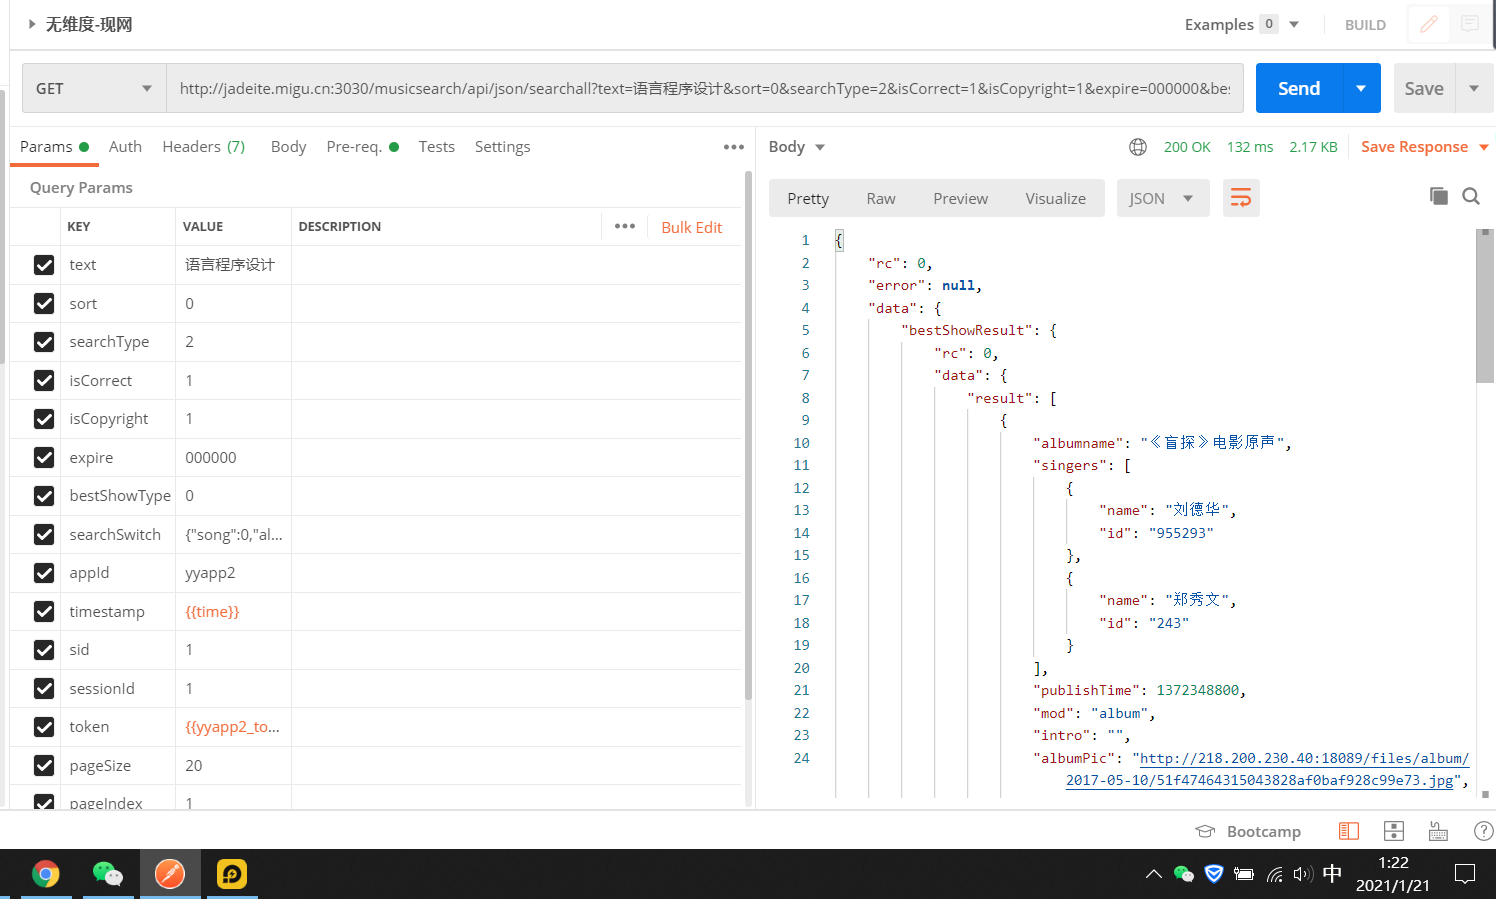 无维度-现网
Examples 0
BUILD
GET
http://jadeite.migu.cn:3030/musicsearch/api/json/searchall?text=语言程序设计&sort=0&searchType=2&isCorrect=1&isCopyright=1&expire=000000&bes
Send
Save
Params Auth Headers (7) Body Pre-req. Tests Settings
Body
200 OK 132 ms 2.17 KB Save Response
Query Params
Pretty Raw Preview Visualize JSON
KEY VALUE DESCRIPTION Bulk Edit
text 语言程序设计
sort 0
searchType 2
isCorrect 1
isCopyright 1
expire 000000
bestShowType 0
searchSwitch {"song":0,"al...
appId yyapp2
timestamp {{time}}
sid 1
sessionId 1
token {{yyapp2_to...
pageSize 20
pageIndex 1
1 {
2 "rc": 0,
3 "error": null,
4 "data": {
5 "bestShowResult": {
6 "rc": 0,
7 "data": {
8 "result": [
9 {
10 "albumname": "《盲探》电影原声",
11 "singers": [
12 {
13 "name": "刘德华",
14 "id": "955293"
15 },
16 {
17 "name": "郑秀文",
18 "id": "243"
19 }
20 ],
21 "publishTime": 1372348800,
22 "mod": "album",
23 "intro": "",
24 "albumPic": "http://218.200.230.40:18089/files/album/
2017-05-10/51f47464315043828af0baf928c99e73.jpg",
Bootcamp
中
1:22
2021/1/21